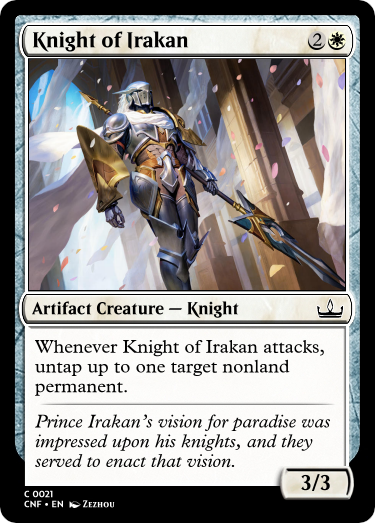 Knight of Irakan 2
Artifact Creature — Knight
Whenever Knight of Irakan attacks,
untap up to one target nonland
permanent.
Prince Irakan's vision for paradise was
impressed upon his knights, and they
served to enact that vision.
3/3
C 0021
CNF • EN Zezhou